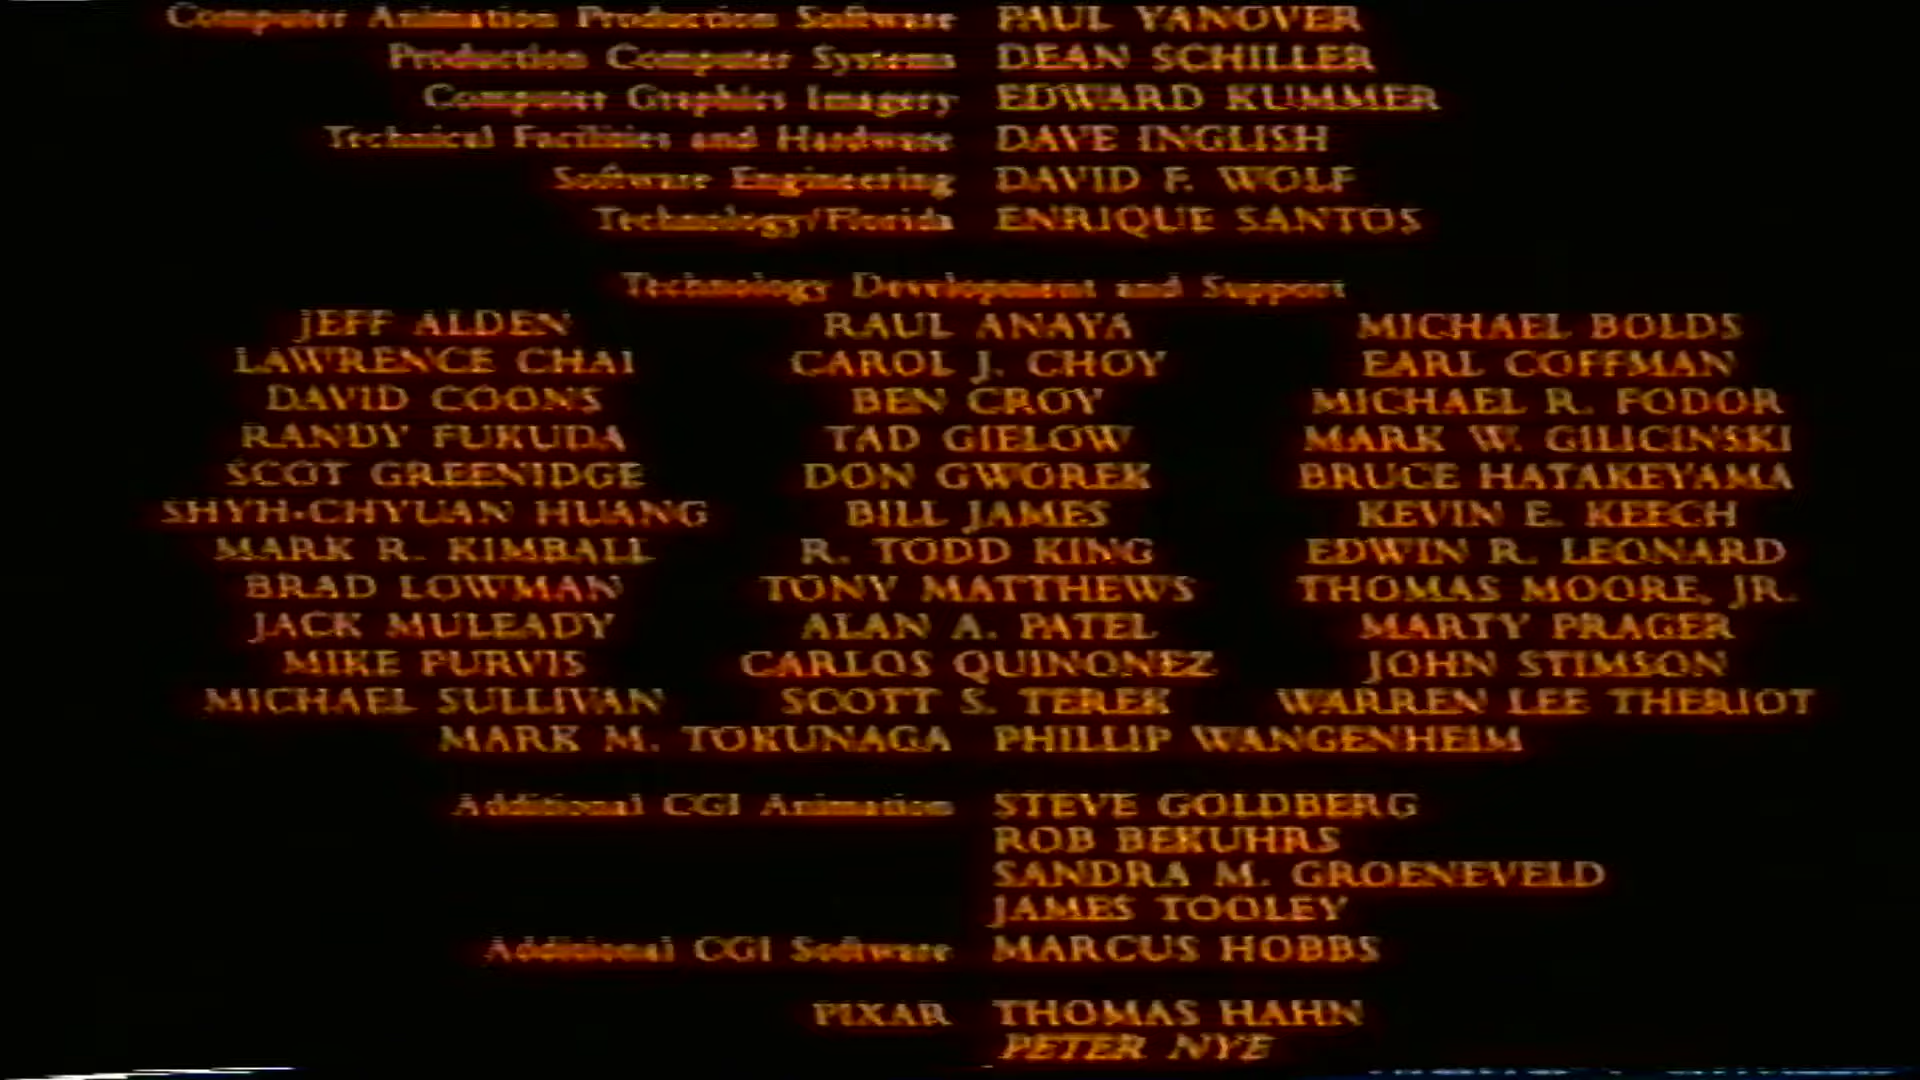 Computer Animation Production Software PAUL YANOVER
Production Computer Systems DEAN SCHILLER
Computer Graphics Imagery EDWARD KUMMER
Technical Facilities and Hardware DAVE INGLISH
Software Engineering DAVID F. WOLF
Technology/Florida ENRIQUE SANTOS
Technology Development and Support
JEFF ALDEN RAUL ANAYA MICHAEL BOLDS
LAWRENCE CHAI CAROL J. CHOY EARL COFFMAN
DAVID COONS BEN CROY MICHAEL R. FODOR
RANDY FUKUDA TAD GIELOW MARK W. GILICINSKI
SCOT GREENIDGE DON GWOREK BRUCE HATAKEYAMA
SHYH-CHYUAN HUANG BILL JAMES KEVIN E. KEECH
MARK R. KIMBALL R. TODD KING EDWIN R. LEONARD
BRAD LOWMAN TONY MATTHEWS THOMAS MOORE, JR.
JACK MULEADY ALAN A. PATEL MARTY PRAGER
MIKE PURVIS CARLOS QUINONEZ JOHN STIMSON
MICHAEL SULLIVAN SCOTT S. TEREK WARREN LEE THERIOT
MARK M. TOKUNAGA PHILLIP WANGENHEIM
Additional CGI Animation STEVE GOLDBERG
ROB BEKUHRS
SANDRA M. GROENEVELD
JAMES TOOLEY
Additional CGI Software MARCUS HOBBS
PIXAR THOMAS HAHN
PETER NYE